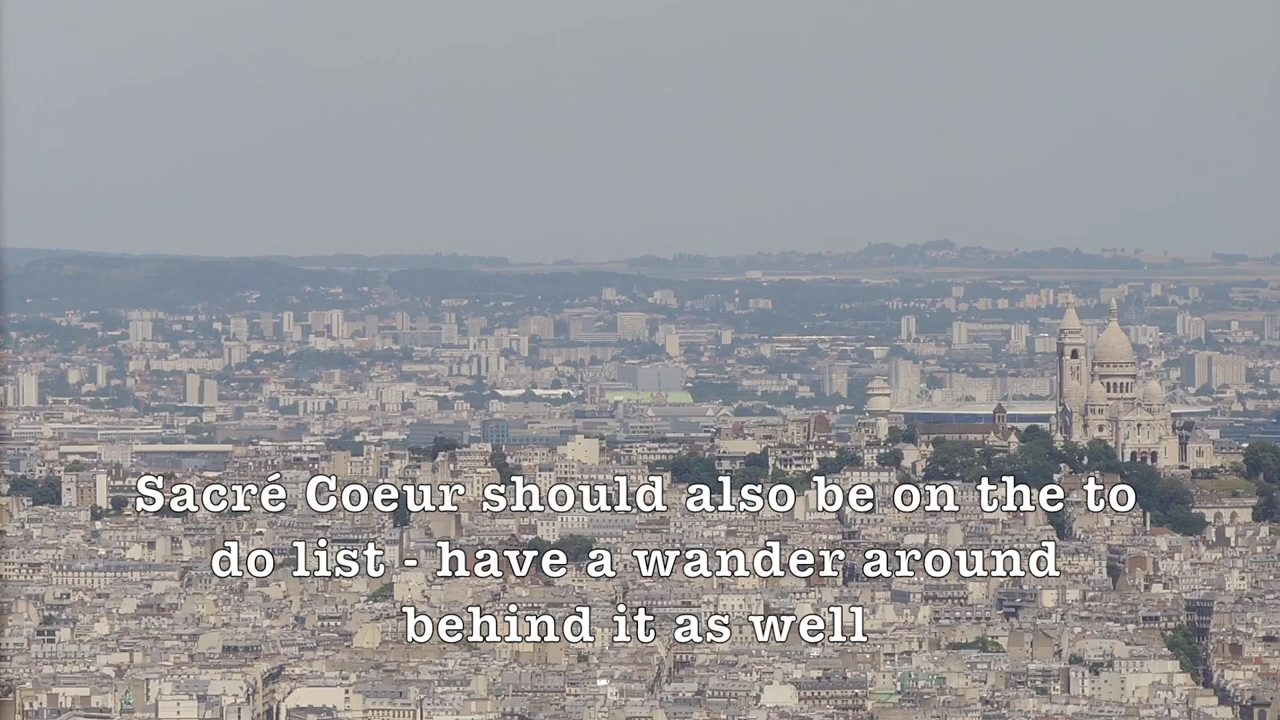 Sacré Coeur should also be on the to
do list - have a wander around
behind it as well